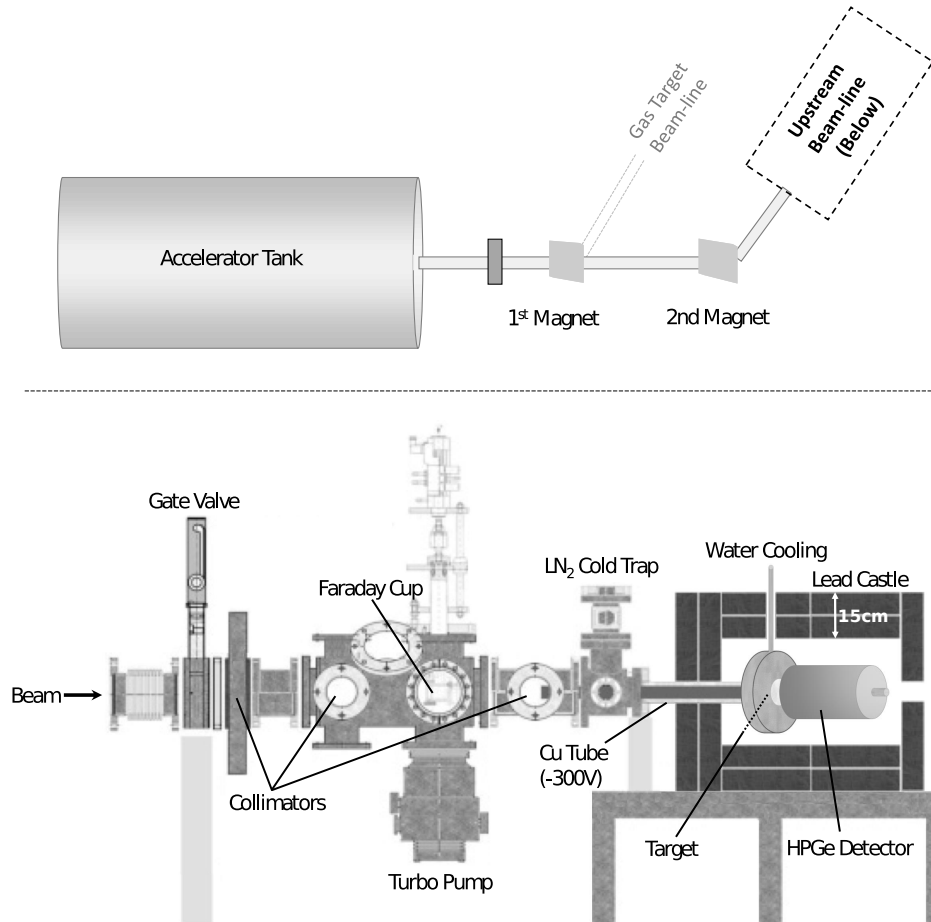 Gas Target
Beam-line
Upstream
Beam-line
(Below)
Accelerator Tank
1st Magnet
2nd Magnet
Gate Valve
Faraday Cup
LN2 Cold Trap
Water Cooling
Lead Castle
15cm
Beam
Cu Tube
(-300V)
Collimators
Target
HPGe Detector
Turbo Pump